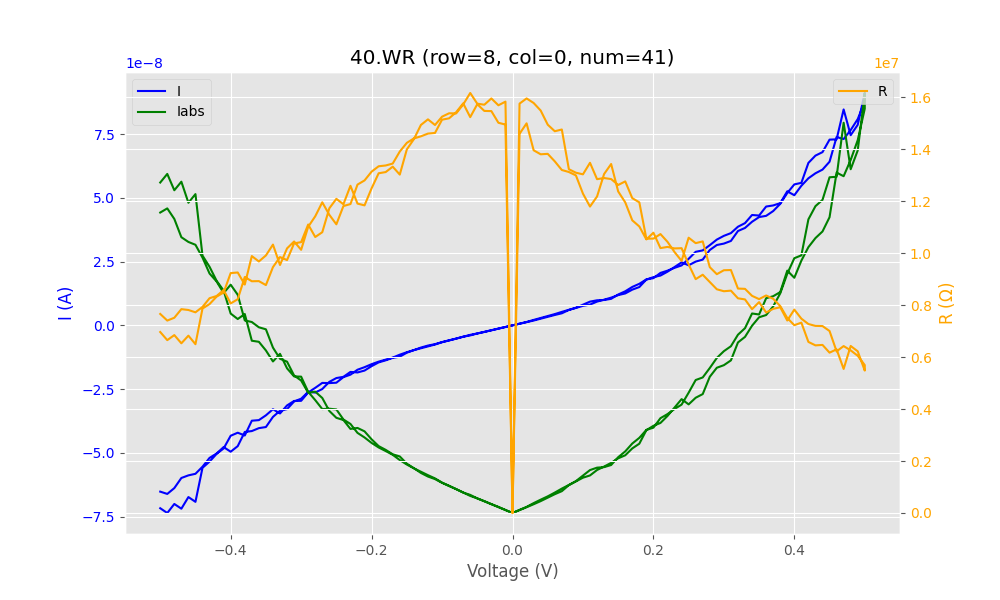 40.WR (row=8, col=0, num=41)
1e−8
1e7
I
Iabs
R
7.5
5.0
2.5
0.0
−2.5
−5.0
−7.5
I (A)
1.6
1.4
1.2
1.0
0.8
0.6
0.4
0.2
0.0
R (Ω)
−0.4
−0.2
0.0
0.2
0.4
Voltage (V)